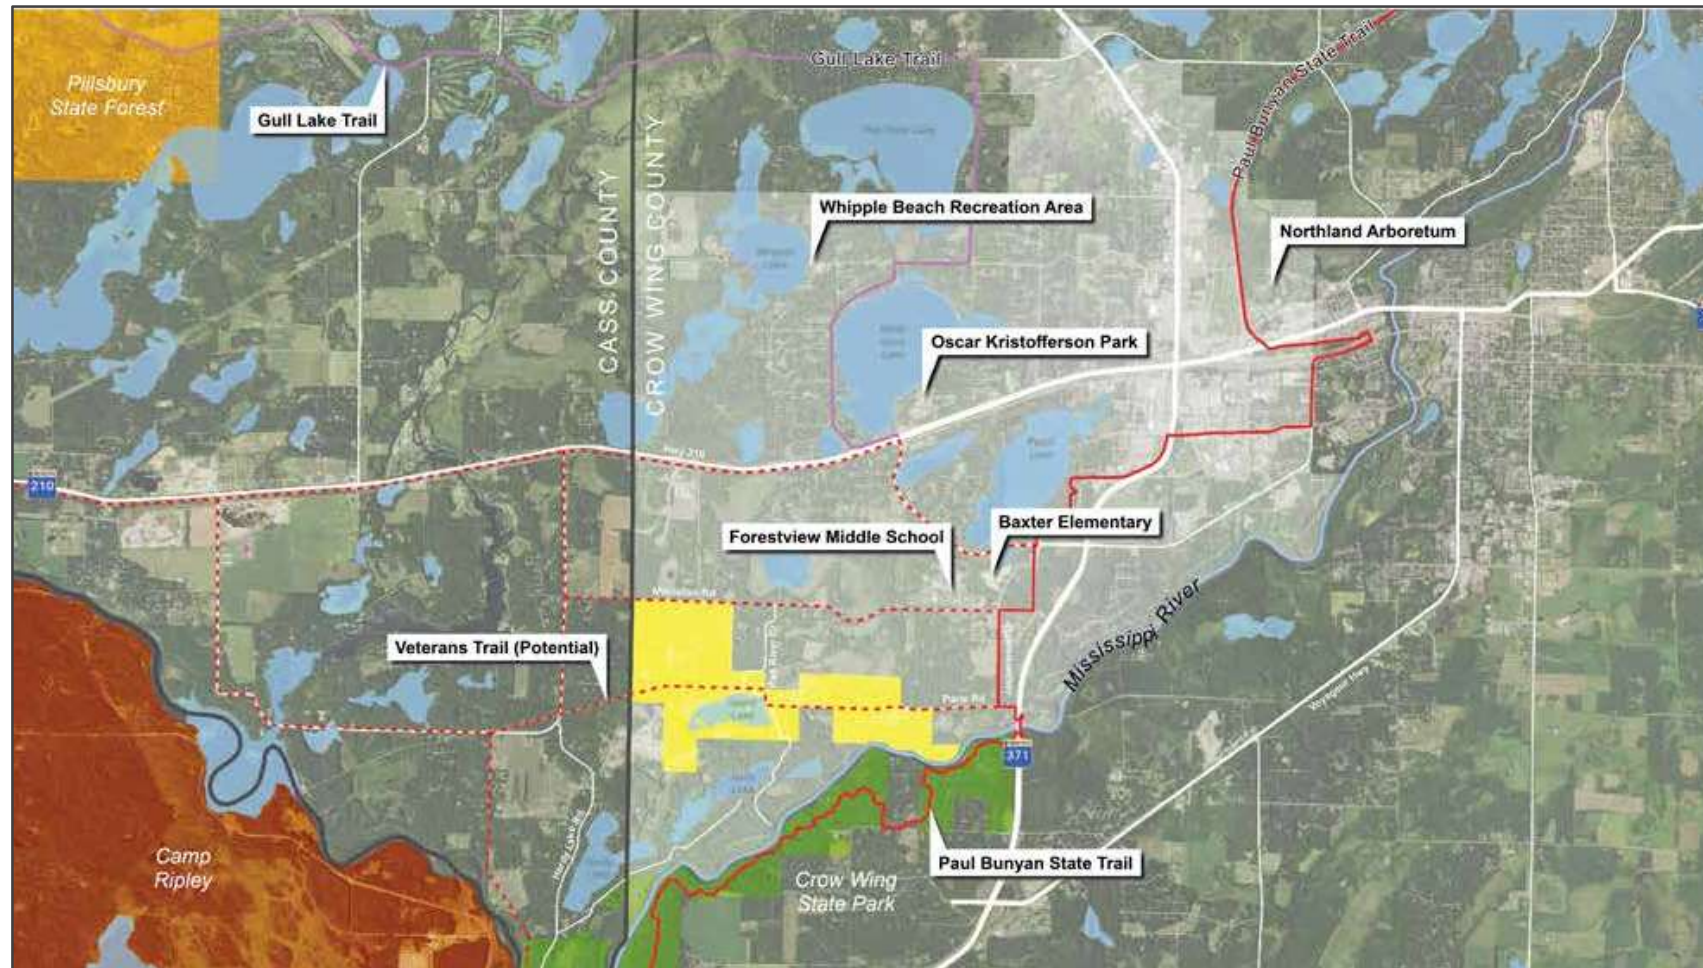 Gull Lake Trail
Paul Bunyan State Trail
Pillsbury
State Forest
Gull Lake Trail
CASS COUNTY
CROW WING COUNTY
Whipple Beach Recreation Area
Northland Arboretum
Oscar Kristofferson Park
Hwy 210
210
Baxter Elementary
Forestview Middle School
Mississippi River
Veterans Trail (Potential)
371
Camp
Ripley
Paul Bunyan State Trail
Crow Wing
State Park